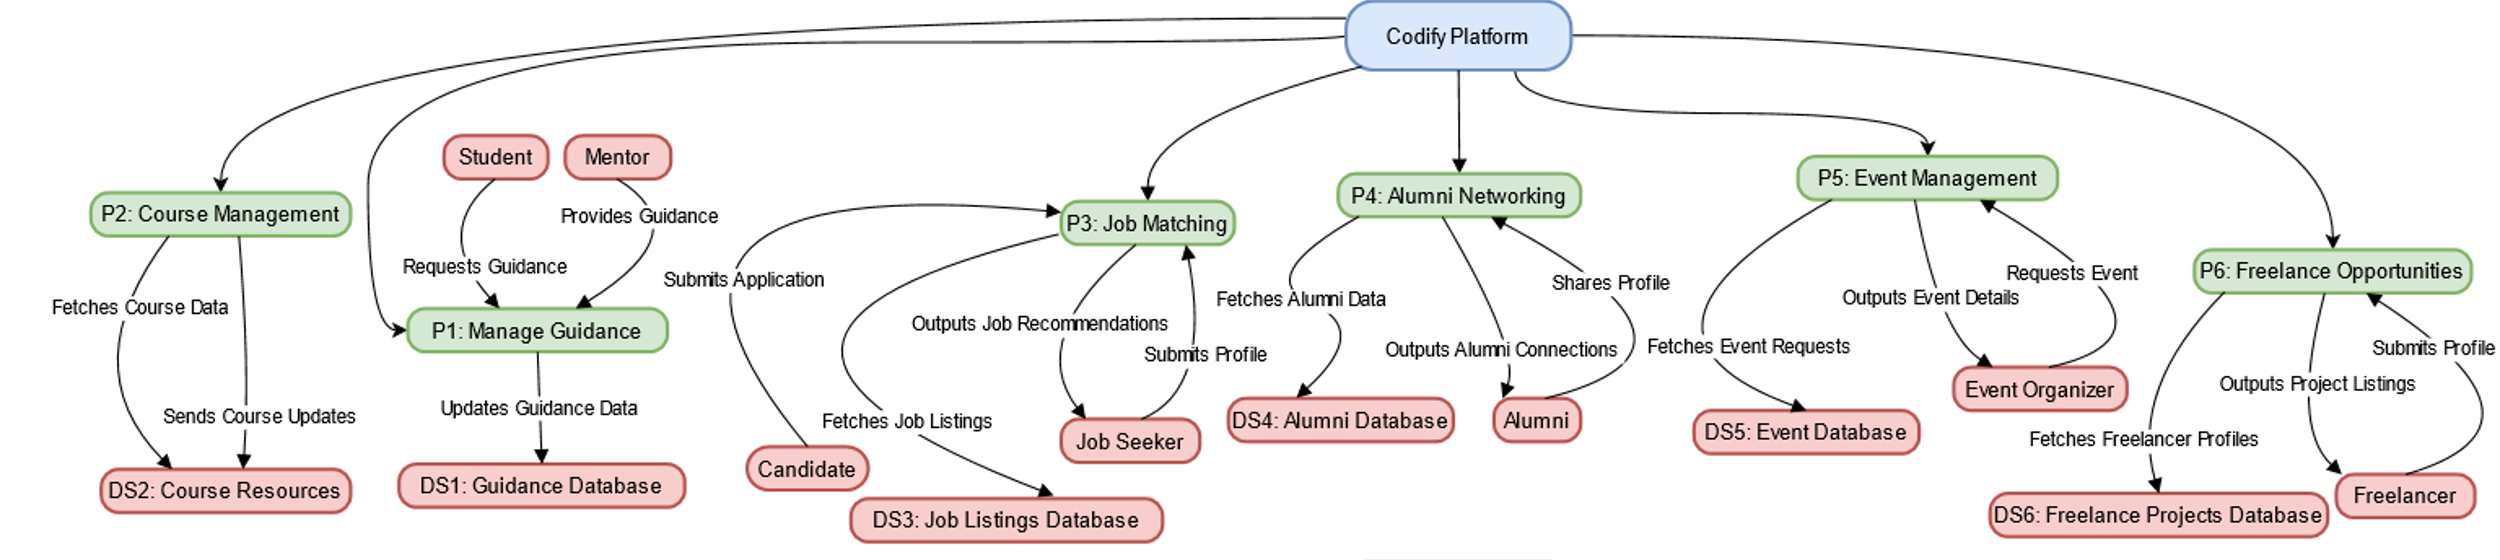 Codify Platform
Student
Mentor
P5: Event Management
P4: Alumni Networking
P2: Course Management
Provides Guidance
P3: Job Matching
Requests Guidance
Submits Application
Shares Profile
Requests Event
P6: Freelance Opportunities
Fetches Course Data
Fetches Alumni Data
Outputs Event Details
P1: Manage Guidance
Outputs Job Recommendations
Submits Profile
Outputs Alumni Connections
Fetches Event Requests
Submits Profile
Outputs Project Listings
Event Organizer
Sends Course Updates
Updates Guidance Data
Fetches Job Listings
Job Seeker
DS4: Alumni Database
Alumni
DS5: Event Database
Fetches Freelancer Profiles
Candidate
DS2: Course Resources
DS1: Guidance Database
DS3: Job Listings Database
Freelancer
DS6: Freelance Projects Database